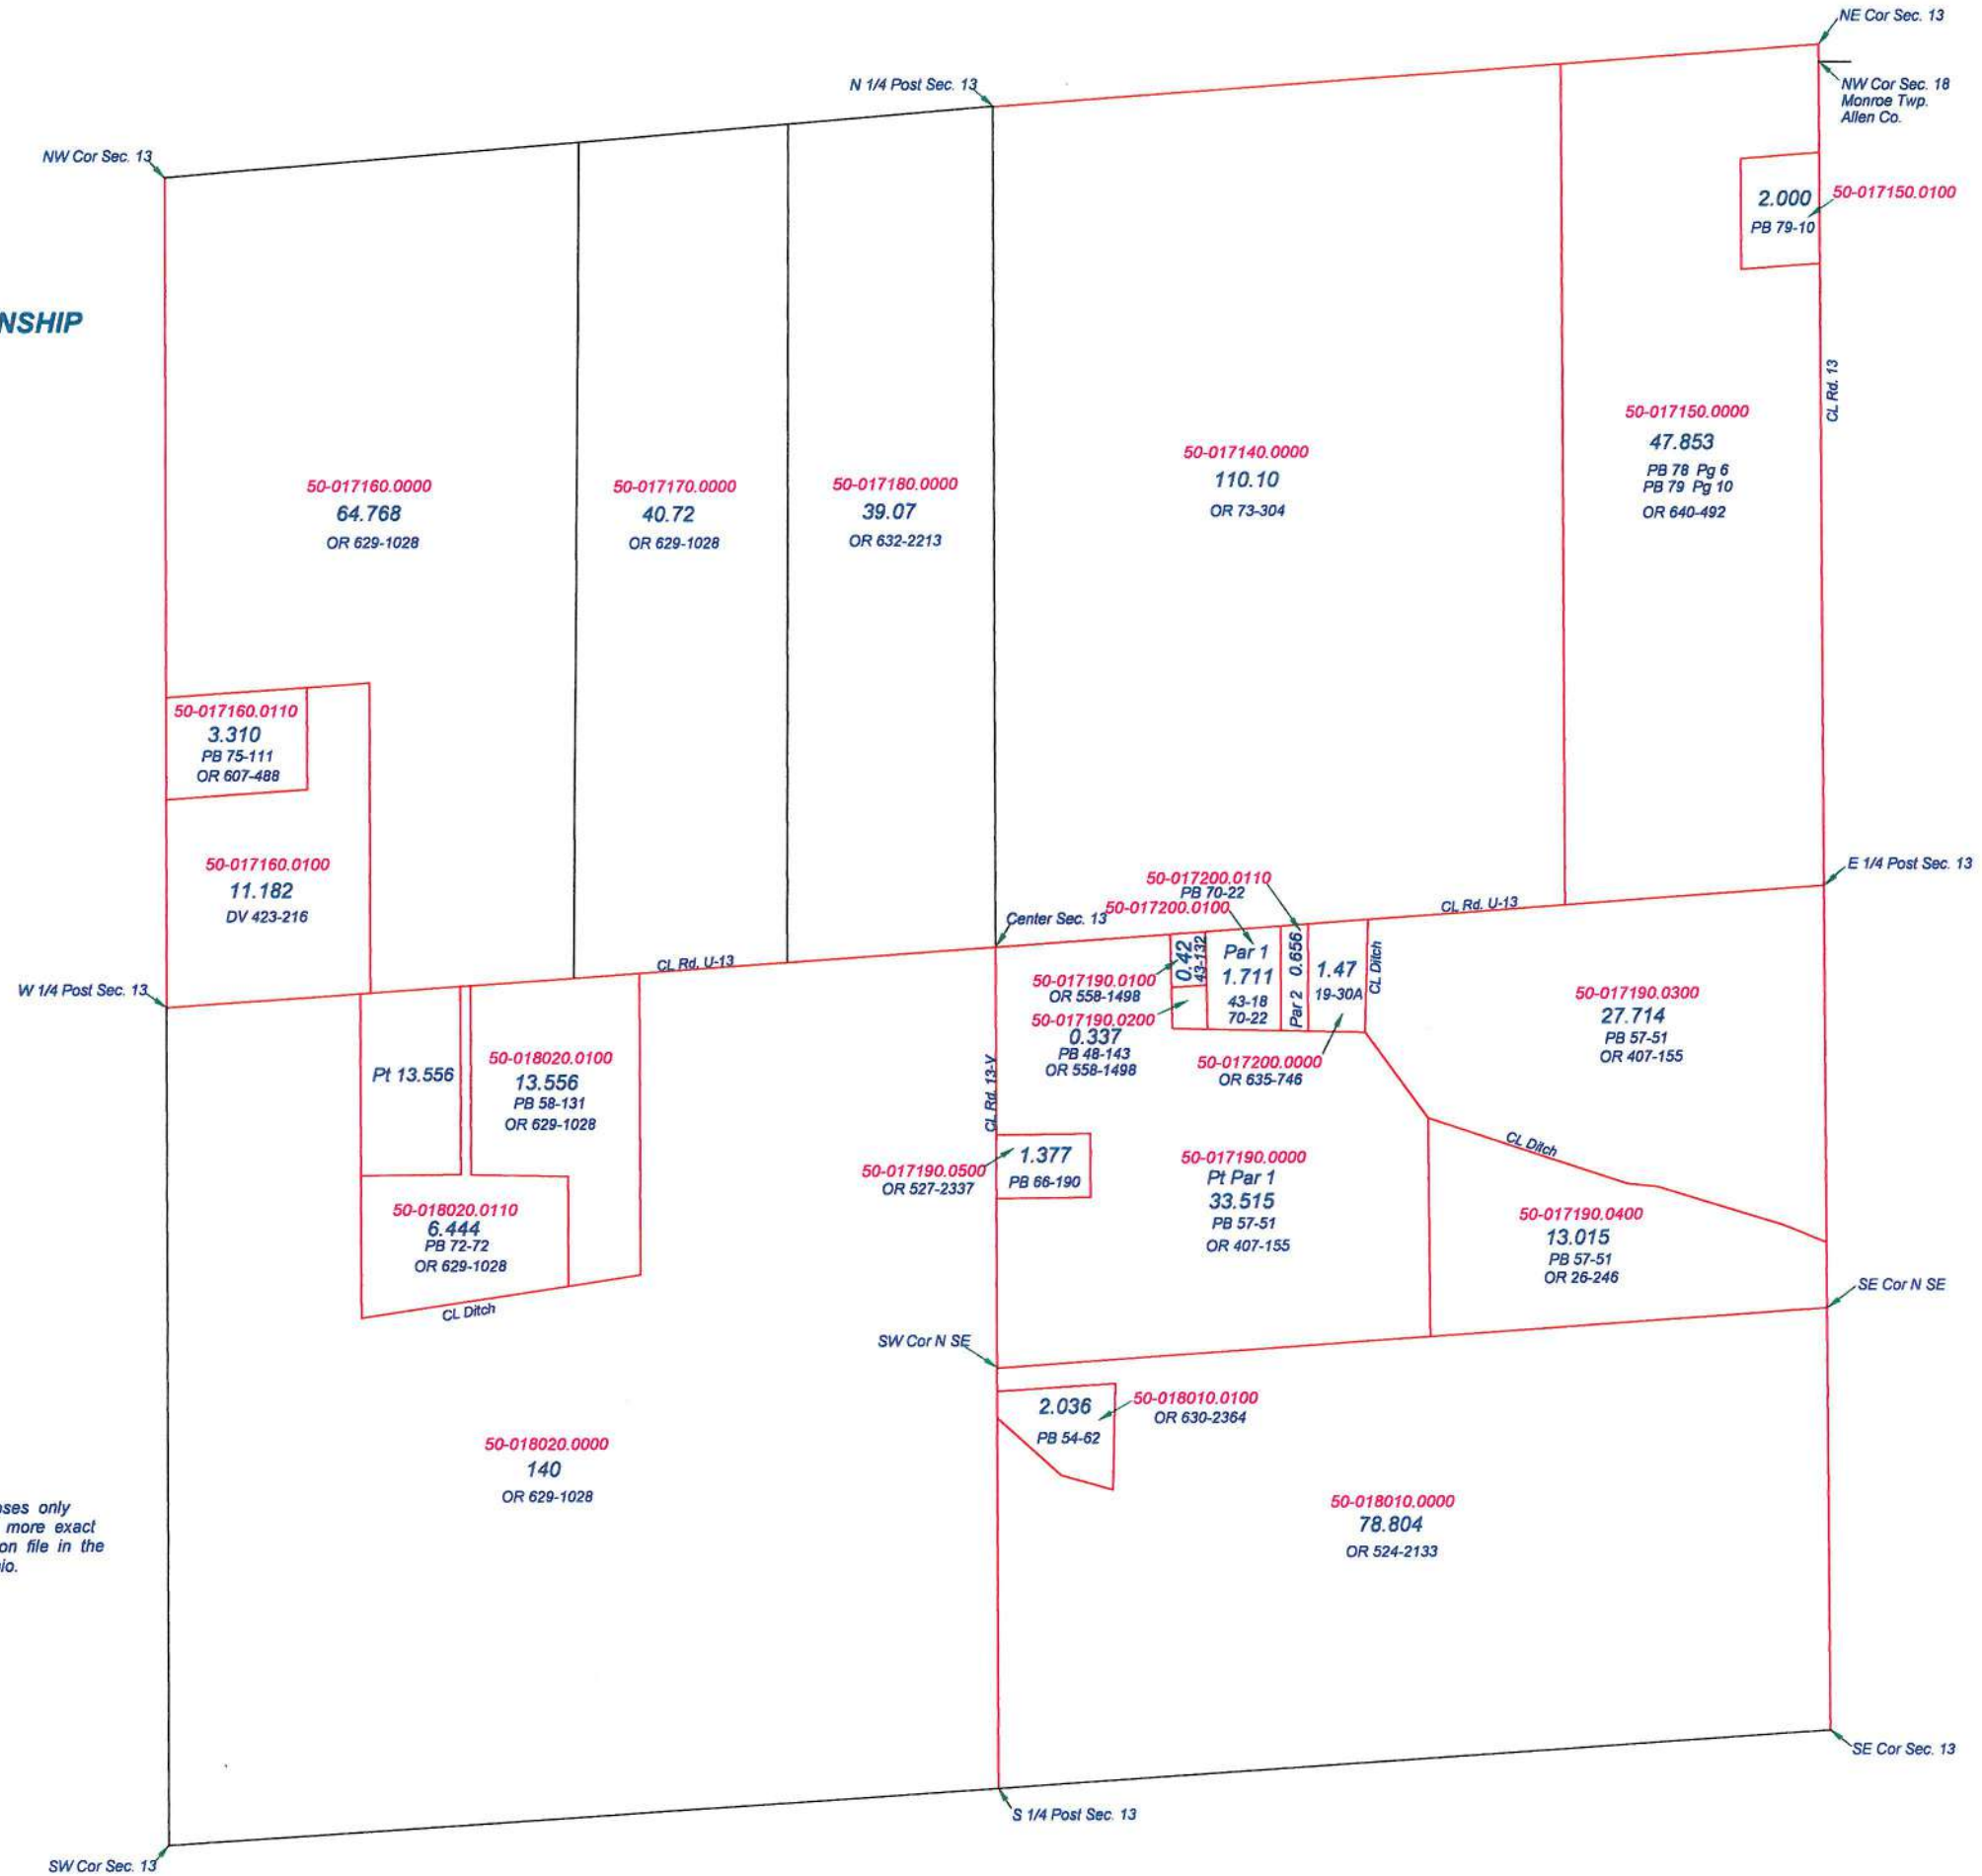 NE Cor Sec. 13
N 1/4 Post Sec. 13
NW Cor Sec. 18
Monroe Twp.
Allen Co.
NW Cor Sec. 13
2.000
PB 79-10
50-017150.0100
NSHIP
CL Rd. 13
50-017160.0000
64.768
OR 629-1028
50-017170.0000
40.72
OR 629-1028
50-017180.0000
39.07
OR 632-2213
50-017140.0000
110.10
OR 73-304
50-017150.0000
47.853
PB 78 Pg 6
PB 79 Pg 10
OR 640-492
50-017160.0110
3.310
PB 75-111
OR 607-488
50-017160.0100
11.182
DV 423-216
E 1/4 Post Sec. 13
50-017200.0110
PB 70-22
50-017200.0100
CL Rd. U-13
Center Sec. 13
CL Rd. U-13
W 1/4 Post Sec. 13
0.42
43-132
Par 1
1.711
43-18
70-22
Par 2 0.656
1.47
19-30A
CL Ditch
50-017190.0100
OR 558-1498
50-017190.0200
0.337
PB 48-143
OR 558-1498
50-017200.0000
OR 635-746
50-017190.0300
27.714
PB 57-51
OR 407-155
Pt 13.556
50-018020.0100
13.556
PB 58-131
OR 629-1028
CL Rd. 13-V
CL Ditch
50-017190.0500
OR 527-2337
1.377
PB 66-190
50-017190.0000
Pt Par 1
33.515
PB 57-51
OR 407-155
50-018020.0110
6.444
PB 72-72
OR 629-1028
CL Ditch
50-017190.0400
13.015
PB 57-51
OR 26-246
SE Cor N SE
SW Cor N SE
2.036
PB 54-62
50-018010.0100
OR 630-2364
50-018020.0000
140
OR 629-1028
50-018010.0000
78.804
OR 524-2133
ses only
more exact
on file in the
io.
SE Cor Sec. 13
S 1/4 Post Sec. 13
SW Cor Sec. 13